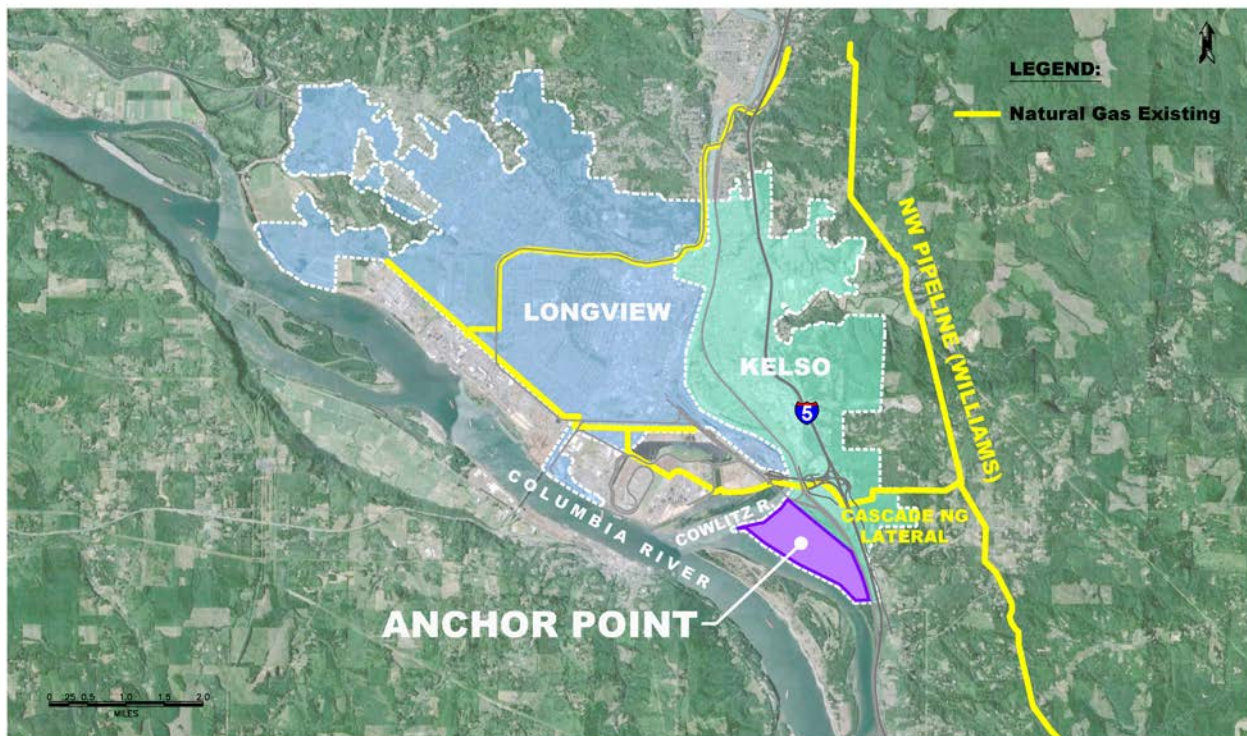 N
LEGEND:
Natural Gas Existing
NW PIPELINE (WILLIAMS)
LONGVIEW
KELSO
5
COLUMBIA RIVER
COWLITZ R.
CASCADE NG
LATERAL
ANCHOR POINT
0 .25 0.5 1.0 1.5 2.0
MILES